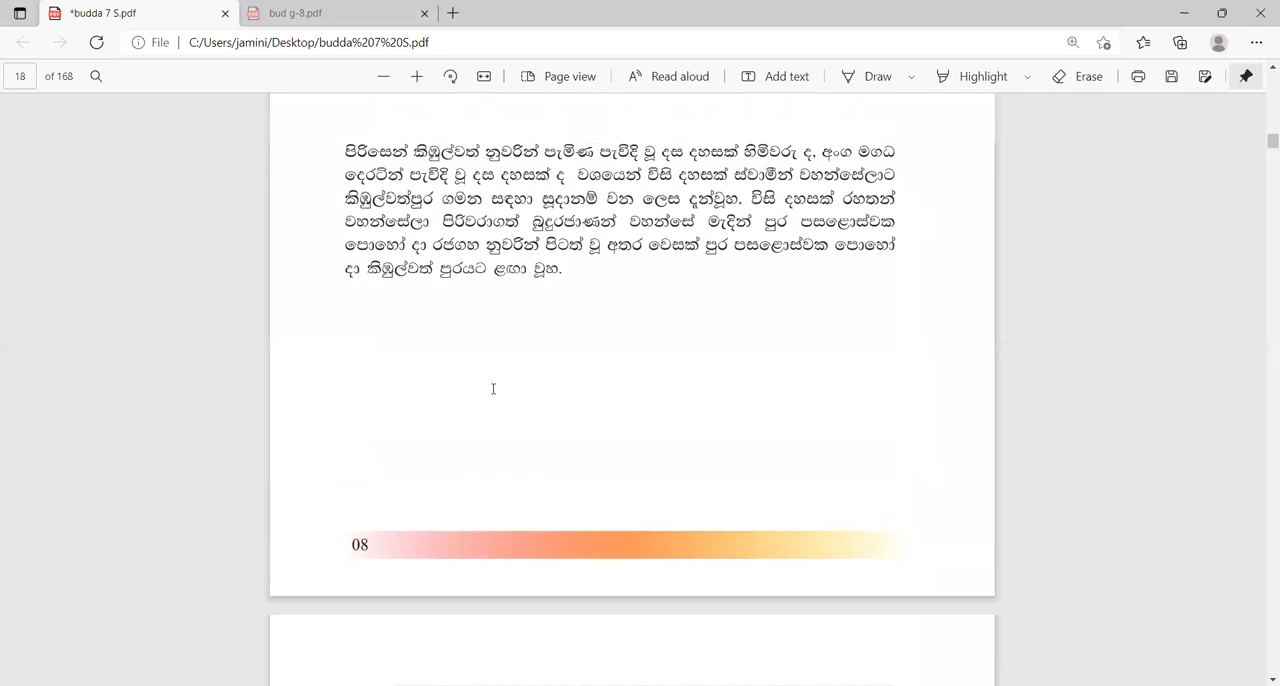 *budda 7 S.pdf
bud g-8.pdf
File
C:/Users/jamini/Desktop/budda%207%20S.pdf
18 of 168
Page view
Read aloud
Add text
Draw
Highlight
Erase
පිරිසෙන් කිඹුල්වත් නුවරින් පැමිණ පැවිදි වූ දස දහසක් හිමිවරු ද, අංග මගධ
දෙරටින් පැවිදි වූ දස දහසක් ද වශයෙන් විසි දහසක් ස්වාමීන් වහන්සේලාට
කිඹුල්වත්පුර ගමන සඳහා සූදානම් වන ලෙස දැන්වූහ. විසි දහසක් රහතන්
වහන්සේලා පිරිවරාගත් බුදුරජාණන් වහන්සේ මැදින් පුර පසළොස්වක
පොහෝ දා රජගහ නුවරින් පිටත් වූ අතර වෙසක් පුර පසළොස්වක පොහෝ
දා කිඹුල්වත් පුරයට ළඟා වූහ.
08